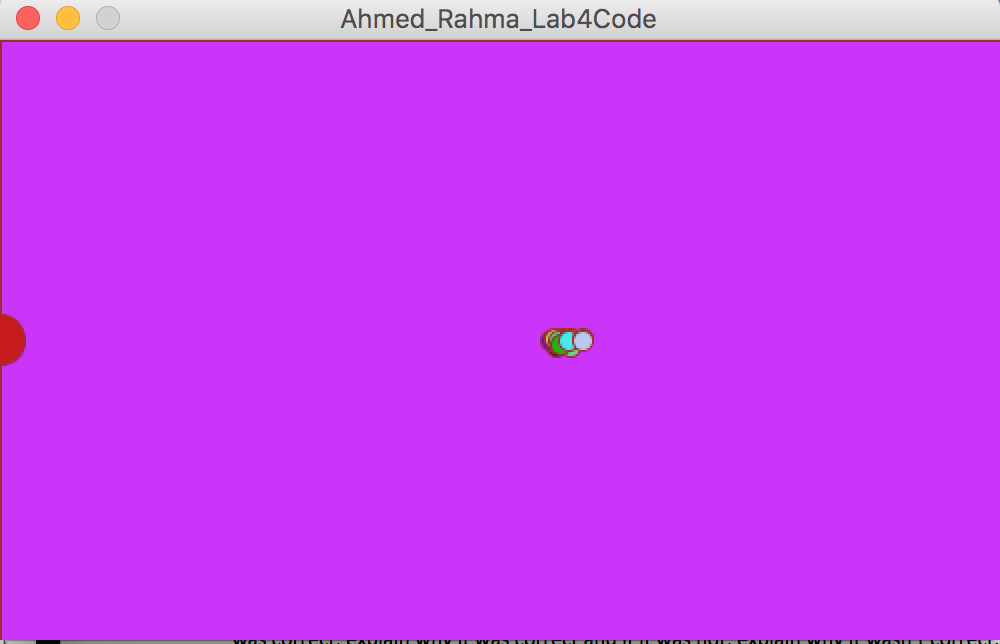 Ahmed_Rahma_Lab4Code
was correct, explain why it was correct and if it was not, explain why it wasn't correct.